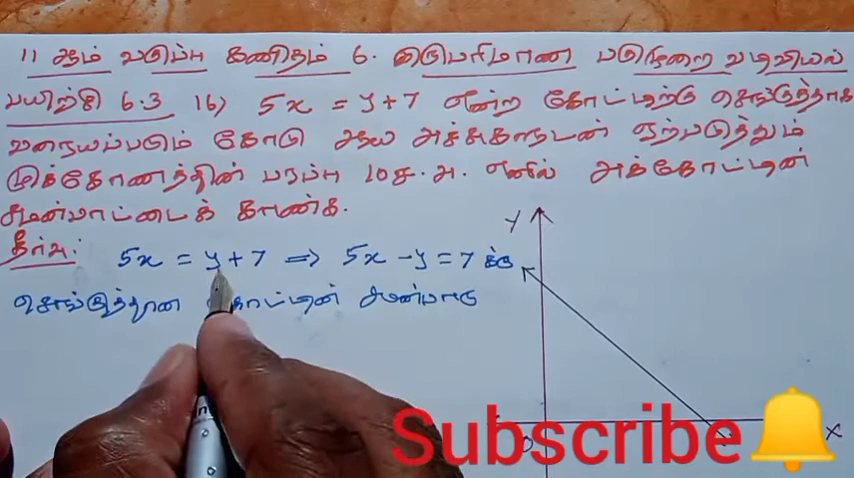 11 ஆம் வகுப்பு கணிதம் 6. இருபரிமாண பகுமுறை வடிவியல்
பயிற்சி 6.3 16) 5x = y+7 என்ற கோட்டிற்கு செங்குத்தாக
வரையப்படும் கோடு ஆய அச்சுகளுடன் ஏற்படுத்தும்
முக்கோணத்தின் பரப்பு 10 ச.அ. எனில் அக்கோட்டின்
சமன்பாட்டைக் காண்க.
தீர்வு: 5x = y+7 => 5x - y = 7 க்கு
செங்குத்தான கோட்டின் சமன்பாடு
Y
X
O
Subscribe